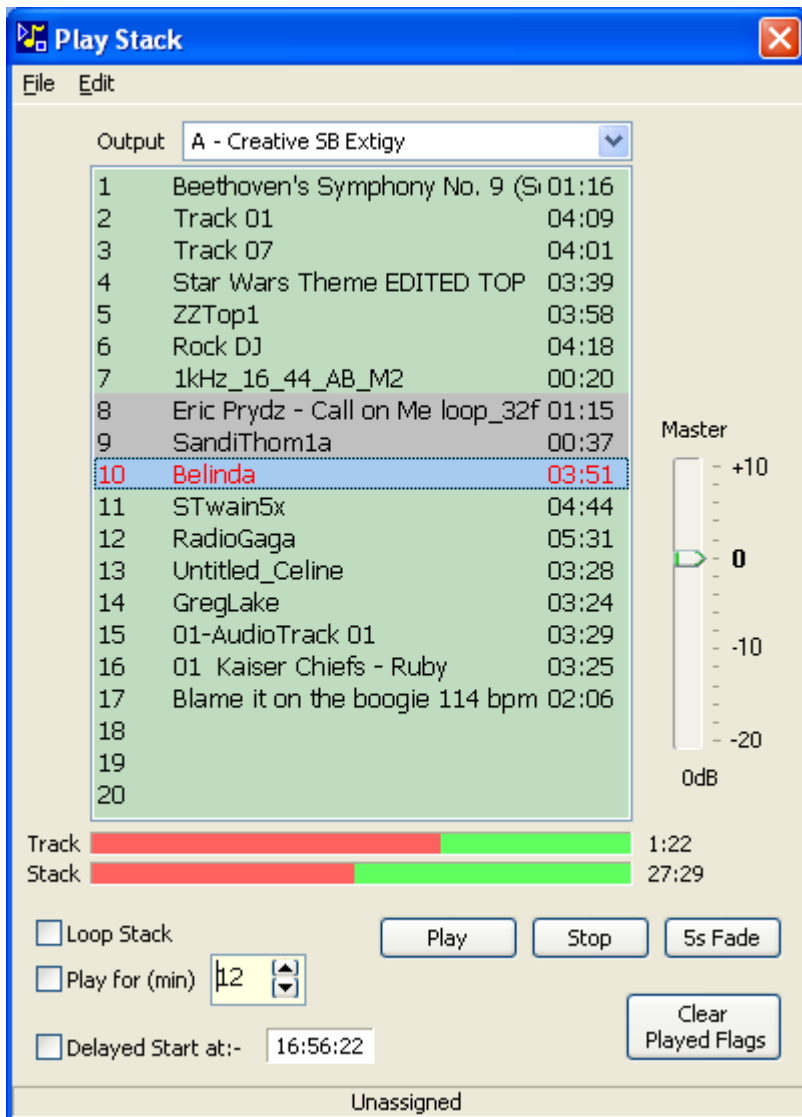 Play Stack
File Edit
Output A - Creative SB Extigy
1 Beethoven's Symphony No. 9 (S 01:16
2 Track 01 04:09
3 Track 07 04:01
4 Star Wars Theme EDITED TOP 03:39
5 ZZTop1 03:58
6 Rock DJ 04:18
7 1kHz_16_44_AB_M2 00:20
8 Eric Prydz - Call on Me loop_32f 01:15
9 SandiThom1a 00:37
10 Belinda 03:51
11 STwain5x 04:44
12 RadioGaga 05:31
13 Untitled_Celine 03:28
14 GregLake 03:24
15 01-AudioTrack 01 03:29
16 01 Kaiser Chiefs - Ruby 03:25
17 Blame it on the boogie 114 bpm 02:06
18
19
20
Master
+10
0
-10
-20
0dB
Track 1:22
Stack 27:29
Loop Stack
Play Stop 5s Fade
Play for (min) 12
Clear
Played Flags
Delayed Start at:- 16:56:22
Unassigned